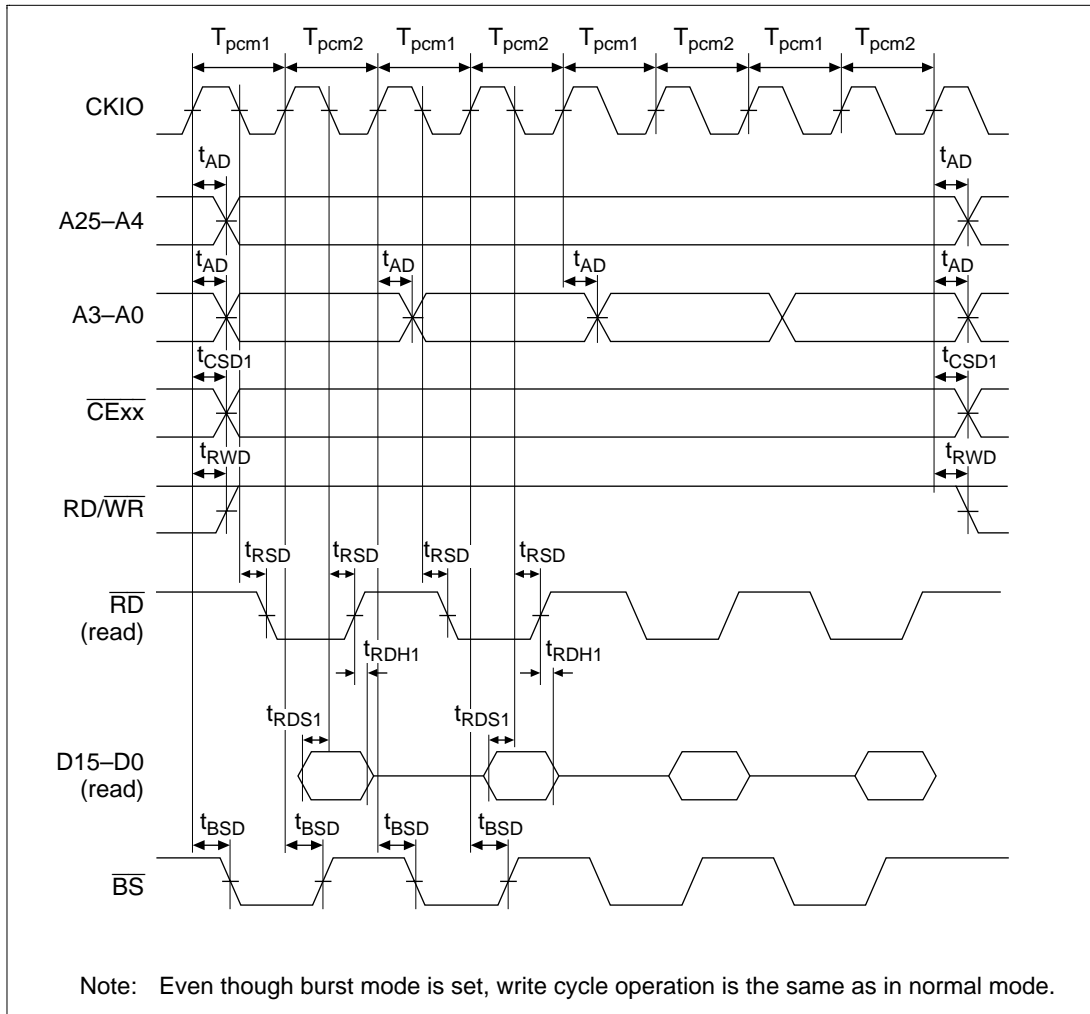 Tpcm1 Tpcm2 Tpcm1 Tpcm2 Tpcm1 Tpcm2 Tpcm1 Tpcm2
CKIO
tAD tAD
A25–A4
tAD tAD tAD tAD
A3–A0
tCSD1 tCSD1
CExx
tRWD tRWD
RD/WR
tRSD tRSD tRSD tRSD
RD
(read)
tRDH1 tRDH1
tRDS1 tRDS1
D15–D0
(read)
tBSD tBSD tBSD tBSD
BS
Note: Even though burst mode is set, write cycle operation is the same as in normal mode.